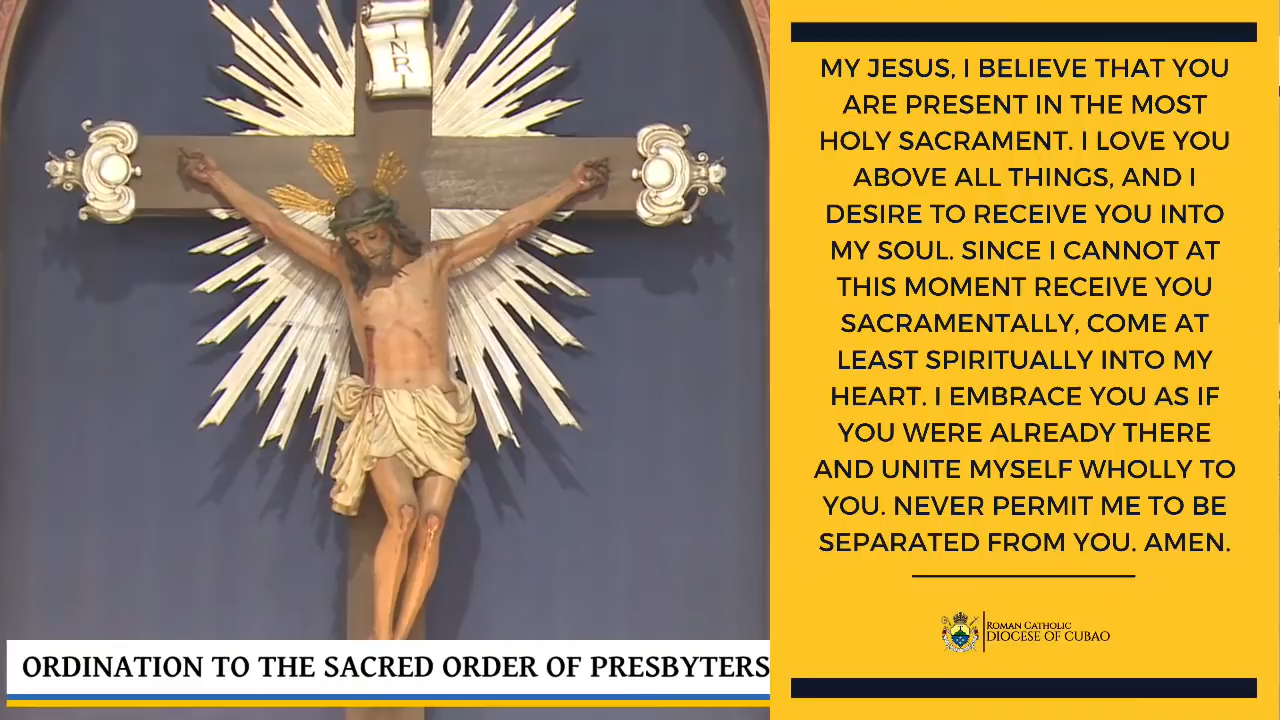 INRI
ORDINATION TO THE SACRED ORDER OF PRESBYTERS
MY JESUS, I BELIEVE THAT YOU
ARE PRESENT IN THE MOST
HOLY SACRAMENT. I LOVE YOU
ABOVE ALL THINGS, AND I
DESIRE TO RECEIVE YOU INTO
MY SOUL. SINCE I CANNOT AT
THIS MOMENT RECEIVE YOU
SACRAMENTALLY, COME AT
LEAST SPIRITUALLY INTO MY
HEART. I EMBRACE YOU AS IF
YOU WERE ALREADY THERE
AND UNITE MYSELF WHOLLY TO
YOU. NEVER PERMIT ME TO BE
SEPARATED FROM YOU. AMEN.
ROMAN CATHOLIC
DIOCESE OF CUBAO